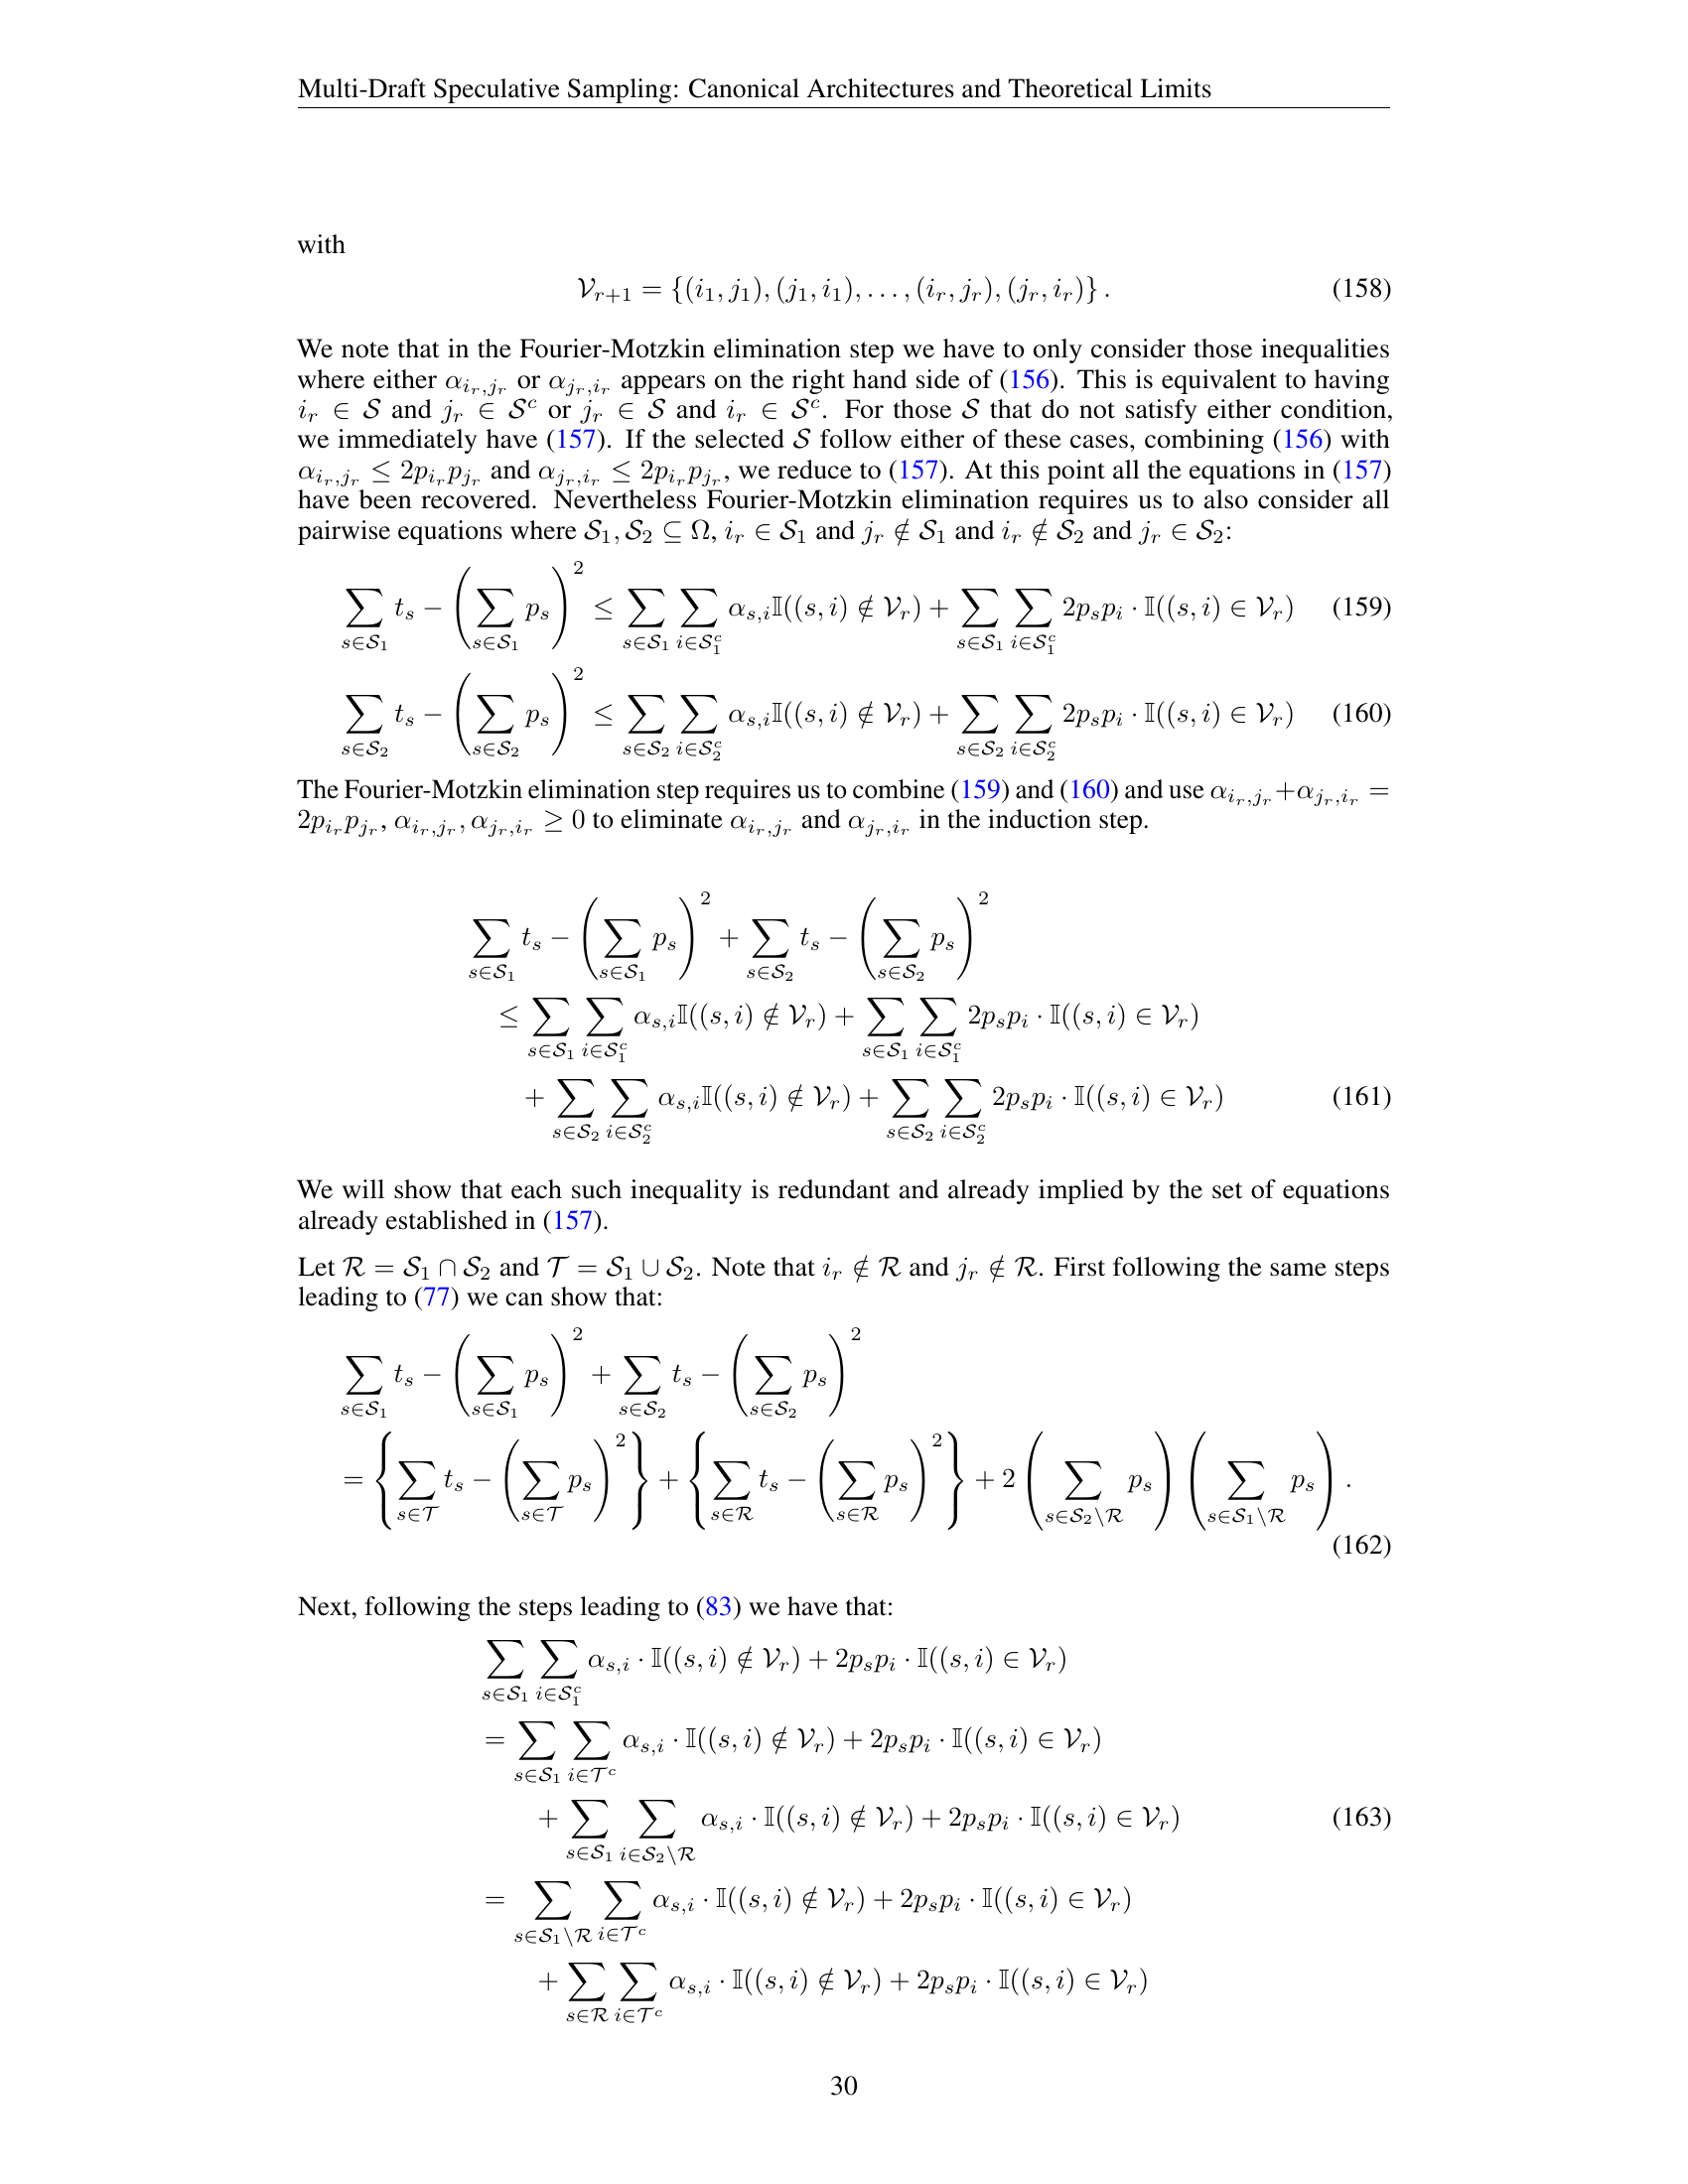 Multi-Draft Speculative Sampling: Canonical Architectures and Theoretical Limits
with
$\mathcal{V}_{r+1} = \{(i_1, j_1), (j_1, i_1), \ldots, (i_r, j_r), (j_r, i_r)\}.$ (158)
We note that in the Fourier-Motzkin elimination step we have to only consider those inequalities
where either $\alpha_{i_r,j_r}$ or $\alpha_{j_r,i_r}$ appears on the right hand side of (156). This is equivalent to having
$i_r \in \mathcal{S}$ and $j_r \in \mathcal{S}^c$ or $j_r \in \mathcal{S}$ and $i_r \in \mathcal{S}^c$. For those $\mathcal{S}$ that do not satisfy either condition,
we immediately have (157). If the selected $\mathcal{S}$ follow either of these cases, combining (156) with
$\alpha_{i_r,j_r} \leq 2p_{i_r}p_{j_r}$ and $\alpha_{j_r,i_r} \leq 2p_{i_r}p_{j_r}$, we reduce to (157). At this point all the equations in (157)
have been recovered. Nevertheless Fourier-Motzkin elimination requires us to also consider all
pairwise equations where $\mathcal{S}_1, \mathcal{S}_2 \subseteq \Omega$, $i_r \in \mathcal{S}_1$ and $j_r \notin \mathcal{S}_1$ and $i_r \notin \mathcal{S}_2$ and $j_r \in \mathcal{S}_2$:
$\sum_{s \in \mathcal{S}_1} t_s - \left(\sum_{s \in \mathcal{S}_1} p_s\right)^2 \leq \sum_{s \in \mathcal{S}_1} \sum_{i \in \mathcal{S}_1^c} \alpha_{s,i} \mathbb{I}((s,i) \notin \mathcal{V}_r) + \sum_{s \in \mathcal{S}_1} \sum_{i \in \mathcal{S}_1^c} 2p_s p_i \cdot \mathbb{I}((s,i) \in \mathcal{V}_r)$ (159)
$\sum_{s \in \mathcal{S}_2} t_s - \left(\sum_{s \in \mathcal{S}_2} p_s\right)^2 \leq \sum_{s \in \mathcal{S}_2} \sum_{i \in \mathcal{S}_2^c} \alpha_{s,i} \mathbb{I}((s,i) \notin \mathcal{V}_r) + \sum_{s \in \mathcal{S}_2} \sum_{i \in \mathcal{S}_2^c} 2p_s p_i \cdot \mathbb{I}((s,i) \in \mathcal{V}_r)$ (160)
The Fourier-Motzkin elimination step requires us to combine (159) and (160) and use $\alpha_{i_r,j_r} + \alpha_{j_r,i_r} =$
$2p_{i_r}p_{j_r}$, $\alpha_{i_r,j_r}, \alpha_{j_r,i_r} \geq 0$ to eliminate $\alpha_{i_r,j_r}$ and $\alpha_{j_r,i_r}$ in the induction step.
$\sum_{s \in \mathcal{S}_1} t_s - \left(\sum_{s \in \mathcal{S}_1} p_s\right)^2 + \sum_{s \in \mathcal{S}_2} t_s - \left(\sum_{s \in \mathcal{S}_2} p_s\right)^2$
$\leq \sum_{s \in \mathcal{S}_1} \sum_{i \in \mathcal{S}_1^c} \alpha_{s,i} \mathbb{I}((s,i) \notin \mathcal{V}_r) + \sum_{s \in \mathcal{S}_1} \sum_{i \in \mathcal{S}_1^c} 2p_s p_i \cdot \mathbb{I}((s,i) \in \mathcal{V}_r)$
$+ \sum_{s \in \mathcal{S}_2} \sum_{i \in \mathcal{S}_2^c} \alpha_{s,i} \mathbb{I}((s,i) \notin \mathcal{V}_r) + \sum_{s \in \mathcal{S}_2} \sum_{i \in \mathcal{S}_2^c} 2p_s p_i \cdot \mathbb{I}((s,i) \in \mathcal{V}_r)$ (161)
We will show that each such inequality is redundant and already implied by the set of equations
already established in (157).
Let $\mathcal{R} = \mathcal{S}_1 \cap \mathcal{S}_2$ and $\mathcal{T} = \mathcal{S}_1 \cup \mathcal{S}_2$. Note that $i_r \notin \mathcal{R}$ and $j_r \notin \mathcal{R}$. First following the same steps
leading to (77) we can show that:
$\sum_{s \in \mathcal{S}_1} t_s - \left(\sum_{s \in \mathcal{S}_1} p_s\right)^2 + \sum_{s \in \mathcal{S}_2} t_s - \left(\sum_{s \in \mathcal{S}_2} p_s\right)^2$
$= \left\{\sum_{s \in \mathcal{T}} t_s - \left(\sum_{s \in \mathcal{T}} p_s\right)^2\right\} + \left\{\sum_{s \in \mathcal{R}} t_s - \left(\sum_{s \in \mathcal{R}} p_s\right)^2\right\} + 2\left(\sum_{s \in \mathcal{S}_2 \backslash \mathcal{R}} p_s\right)\left(\sum_{s \in \mathcal{S}_1 \backslash \mathcal{R}} p_s\right).$
(162)
Next, following the steps leading to (83) we have that:
$\sum_{s \in \mathcal{S}_1} \sum_{i \in \mathcal{S}_1^c} \alpha_{s,i} \cdot \mathbb{I}((s,i) \notin \mathcal{V}_r) + 2p_s p_i \cdot \mathbb{I}((s,i) \in \mathcal{V}_r)$
$= \sum_{s \in \mathcal{S}_1} \sum_{i \in \mathcal{T}^c} \alpha_{s,i} \cdot \mathbb{I}((s,i) \notin \mathcal{V}_r) + 2p_s p_i \cdot \mathbb{I}((s,i) \in \mathcal{V}_r)$
$+ \sum_{s \in \mathcal{S}_1} \sum_{i \in \mathcal{S}_2 \backslash \mathcal{R}} \alpha_{s,i} \cdot \mathbb{I}((s,i) \notin \mathcal{V}_r) + 2p_s p_i \cdot \mathbb{I}((s,i) \in \mathcal{V}_r)$ (163)
$= \sum_{s \in \mathcal{S}_1 \backslash \mathcal{R}} \sum_{i \in \mathcal{T}^c} \alpha_{s,i} \cdot \mathbb{I}((s,i) \notin \mathcal{V}_r) + 2p_s p_i \cdot \mathbb{I}((s,i) \in \mathcal{V}_r)$
$+ \sum_{s \in \mathcal{R}} \sum_{i \in \mathcal{T}^c} \alpha_{s,i} \cdot \mathbb{I}((s,i) \notin \mathcal{V}_r) + 2p_s p_i \cdot \mathbb{I}((s,i) \in \mathcal{V}_r)$
30